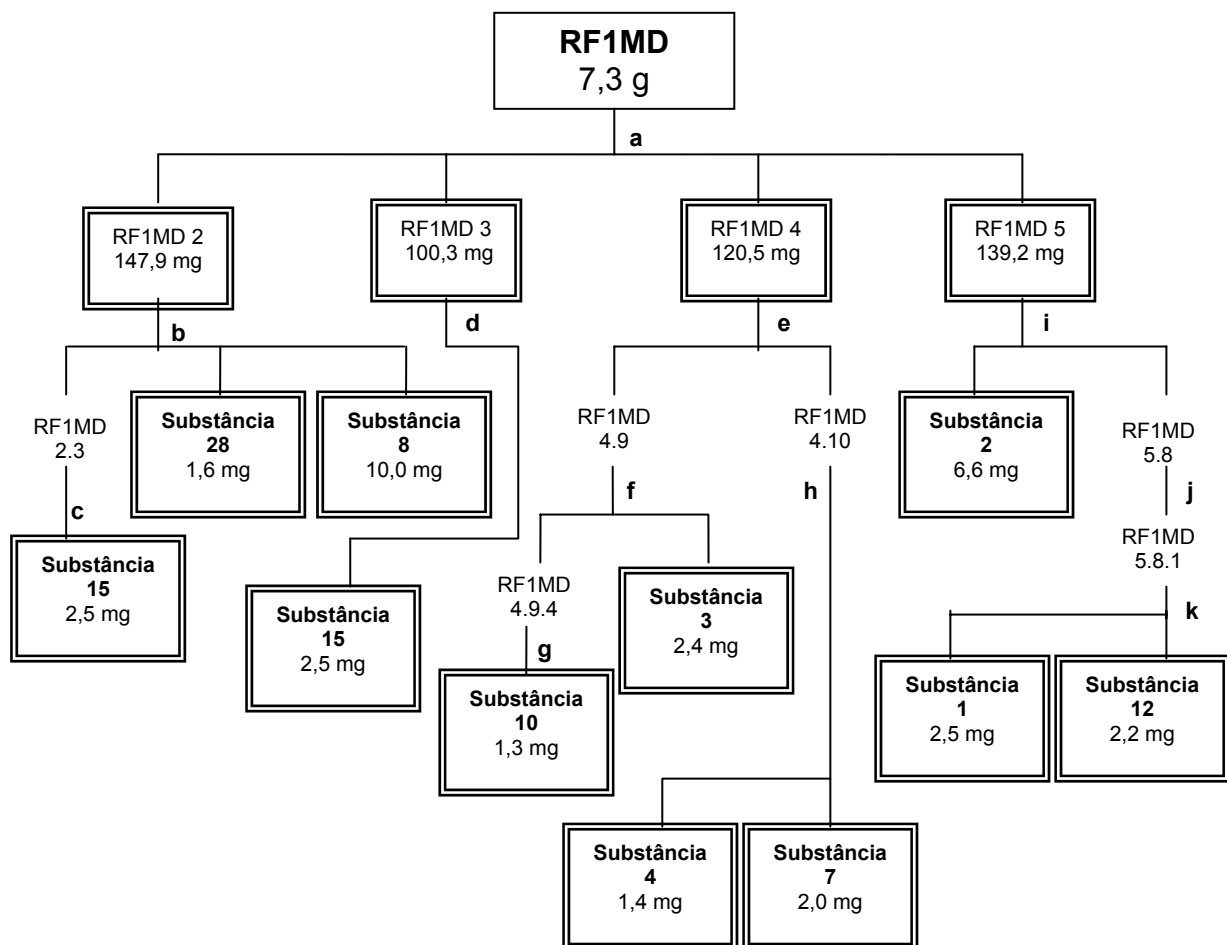 RF1MD
7,3 g
a
RF1MD 2
147,9 mg
RF1MD 3
100,3 mg
RF1MD 4
120,5 mg
RF1MD 5
139,2 mg
b
d
e
i
RF1MD
2.3
Substância
28
1,6 mg
Substância
8
10,0 mg
RF1MD
4.9
RF1MD
4.10
Substância
2
6,6 mg
RF1MD
5.8
c
f
h
j
Substância
15
2,5 mg
Substância
15
2,5 mg
RF1MD
4.9.4
Substância
3
2,4 mg
RF1MD
5.8.1
k
g
Substância
10
1,3 mg
Substância
1
2,5 mg
Substância
12
2,2 mg
Substância
4
1,4 mg
Substância
7
2,0 mg